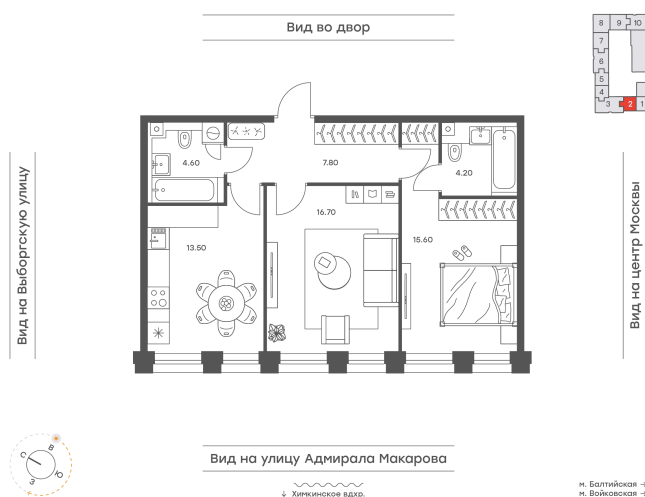 Вид во двор
8 9 10
7
6
5
4
3 2 1
4.60
7.80
4.20
16.70
13.50
15.60
Вид на Выборгскую улицу
Вид на центр Москвы
Вид на улицу Адмирала Макарова
↓ Химкинское вдхр.
С В
З Ю
м. Балтийская
м. Войковская